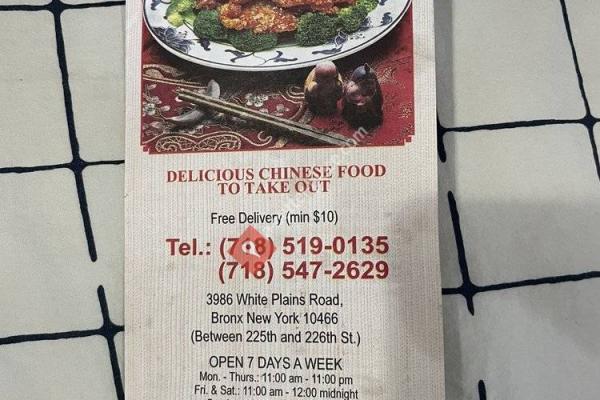 DELICIOUS CHINESE FOOD
TO TAKE OUT
Free Delivery (min $10)
Tel.: (718) 519-0135
(718) 547-2629
3986 White Plains Road,
Bronx New York 10466
(Between 225th and 226th St.)
OPEN 7 DAYS A WEEK
Mon. - Thurs.: 11:00 am - 11:00 pm
Fri. & Sat.: 11:00 am - 12:00 midnight